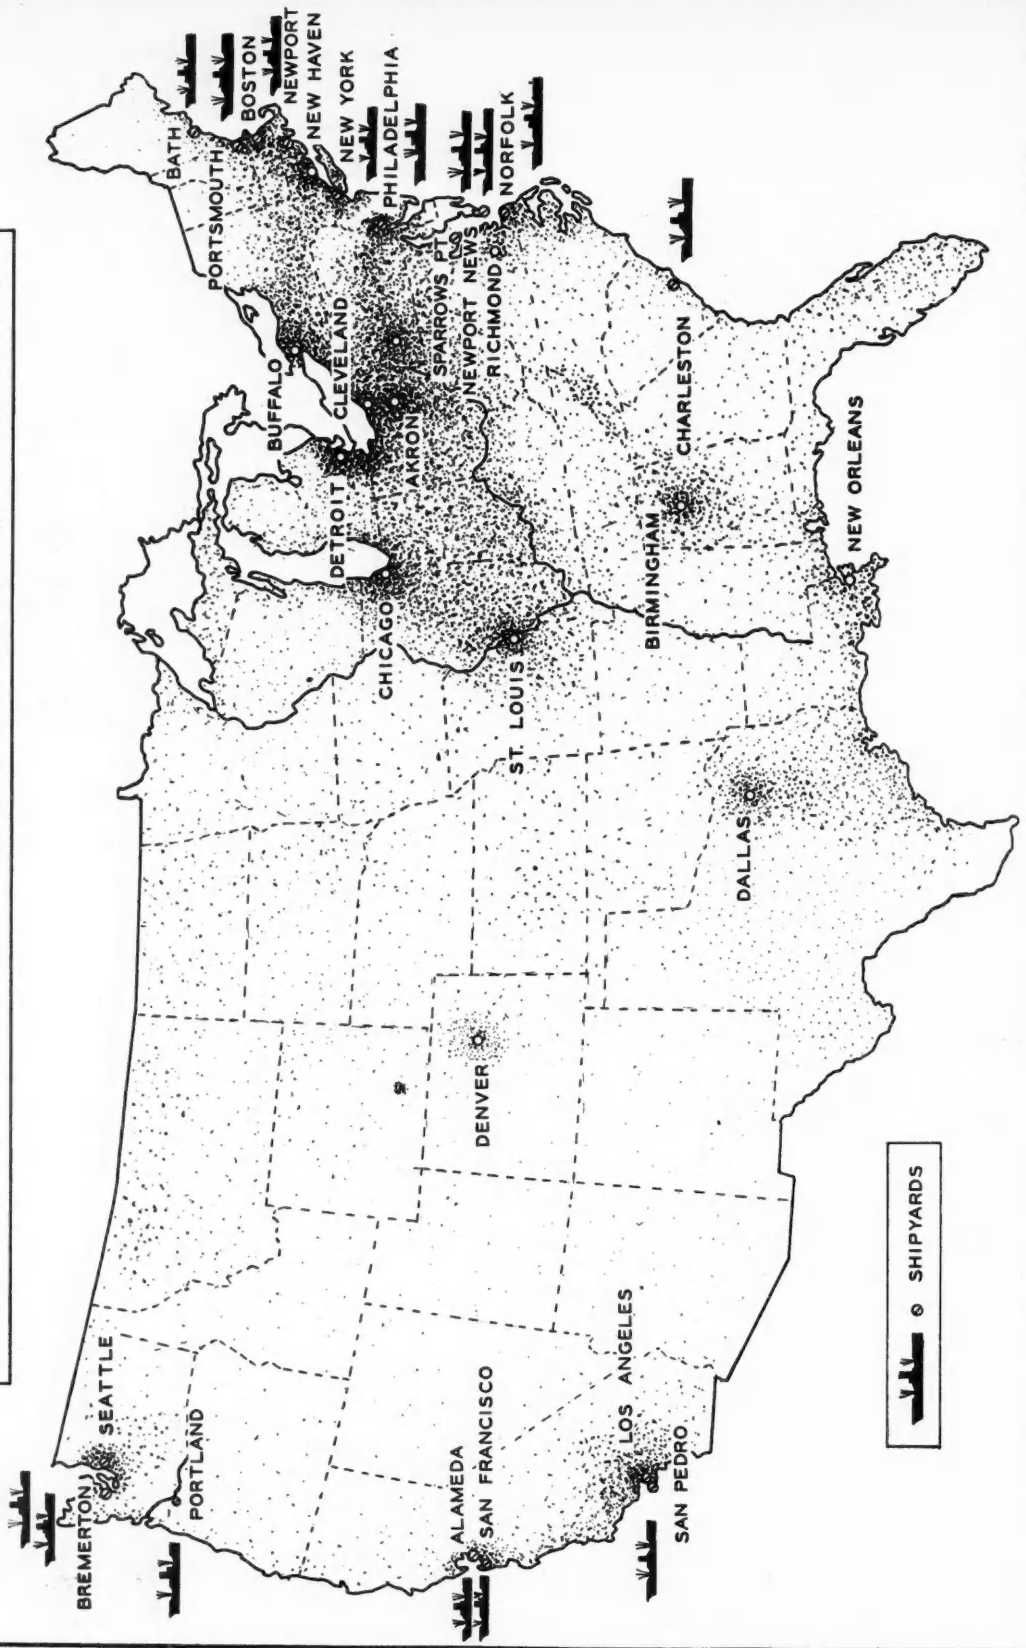 BATH
PORTSMOUTH
BOSTON
NEWPORT
NEW HAVEN
NEW YORK
PHILADELPHIA
SPARROWS PT
NEWPORT NEWS
RICHMOND
NORFOLK
BUFFALO
CLEVELAND
DETROIT
AKRON
CHICAGO
ST. LOUIS
BIRMINGHAM
CHARLESTON
NEW ORLEANS
DALLAS
DENVER
SEATTLE
BREMERTON
PORTLAND
ALAMEDA
SAN FRANCISCO
LOS ANGELES
SAN PEDRO
SHIPYARDS